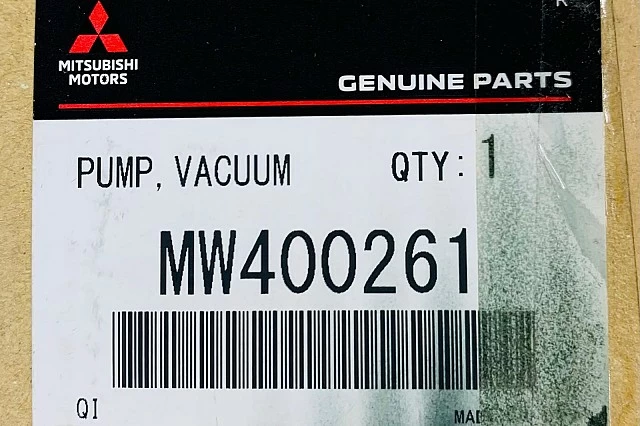 R
MITSUBISHI
MOTORS
GENUINE PARTS
PUMP, VACUUM QTY: 1
MW400261
QI